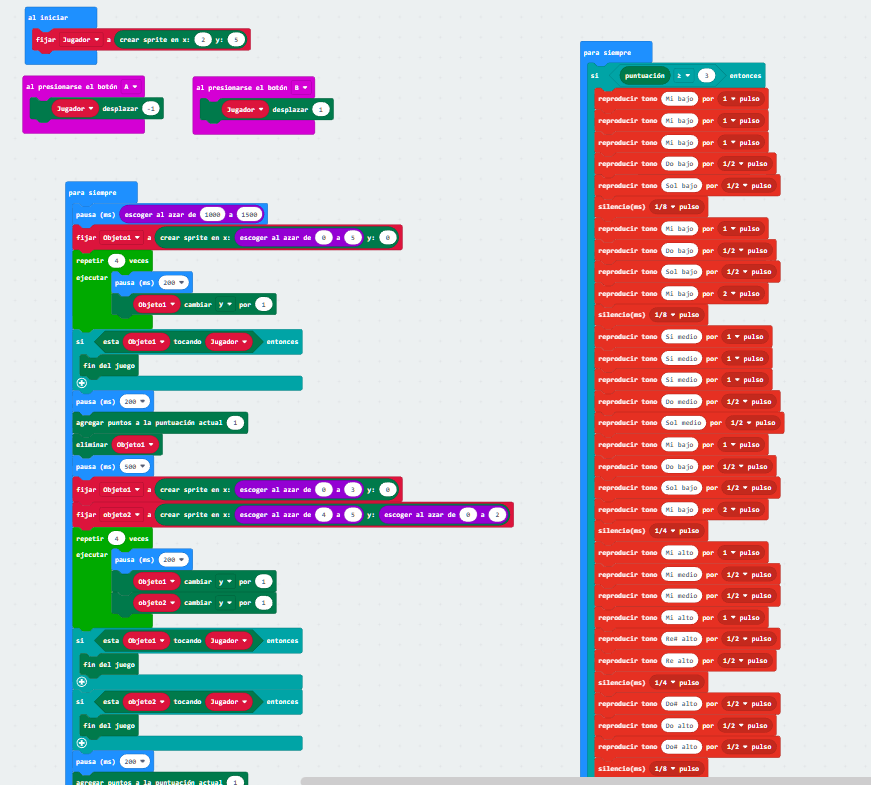 al iniciar
fijar Jugador a crear sprite en x: 2 y: 5
al presionarse el botón A
Jugador desplazar -1
al presionarse el botón B
Jugador desplazar 1
para siempre
pausa (ms) escoger al azar de 1000 a 1500
fijar Objeto1 a crear sprite en x: escoger al azar de 0 a 5 y: 0
repetir 4 veces
ejecutar
pausa (ms) 200
Objeto1 cambiar y por 1
si esta Objeto1 tocando Jugador entonces
fin del juego
pausa (ms) 200
agregar puntos a la puntuación actual 1
eliminar Objeto1
pausa (ms) 500
fijar Objeto1 a crear sprite en x: escoger al azar de 0 a 3 y: 0
fijar objeto2 a crear sprite en x: escoger al azar de 4 a 5 y: escoger al azar de 0 a 2
repetir 4 veces
ejecutar
pausa (ms) 200
Objeto1 cambiar y por 1
objeto2 cambiar y por 1
si esta Objeto1 tocando Jugador entonces
fin del juego
si esta objeto2 tocando Jugador entonces
fin del juego
pausa (ms) 200
agregar puntos a la puntuación actual 1
para siempre
si puntuación ≥ 3 entonces
reproducir tono Mi bajo por 1 pulso
reproducir tono Mi bajo por 1 pulso
reproducir tono Mi bajo por 1 pulso
reproducir tono Do bajo por 1/2 pulso
reproducir tono Sol bajo por 1/2 pulso
silencio(ms) 1/8 pulso
reproducir tono Mi bajo por 1 pulso
reproducir tono Do bajo por 1/2 pulso
reproducir tono Sol bajo por 1/2 pulso
reproducir tono Mi bajo por 2 pulso
silencio(ms) 1/8 pulso
reproducir tono Si medio por 1 pulso
reproducir tono Si medio por 1 pulso
reproducir tono Si medio por 1 pulso
reproducir tono Do medio por 1/2 pulso
reproducir tono Sol medio por 1/2 pulso
reproducir tono Mi bajo por 1 pulso
reproducir tono Do bajo por 1/2 pulso
reproducir tono Sol bajo por 1/2 pulso
reproducir tono Mi bajo por 2 pulso
silencio(ms) 1/4 pulso
reproducir tono Mi alto por 1 pulso
reproducir tono Mi medio por 1/2 pulso
reproducir tono Mi medio por 1/2 pulso
reproducir tono Mi alto por 1 pulso
reproducir tono Re# alto por 1/2 pulso
reproducir tono Re alto por 1/2 pulso
silencio(ms) 1/4 pulso
reproducir tono Do# alto por 1/2 pulso
reproducir tono Do alto por 1/2 pulso
reproducir tono Do# alto por 1/2 pulso
silencio(ms) 1/8 pulso